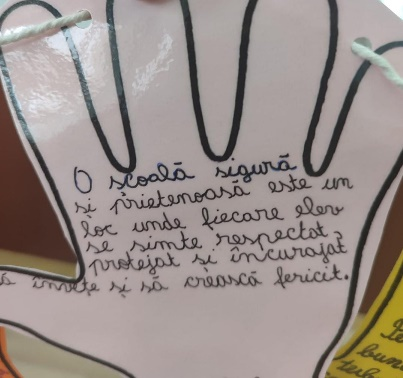 O școală sigură
și prietenoasă este un
loc unde fiecare elev
se simte respectat,
protejat și încurajat
să învețe și să crească fericit.